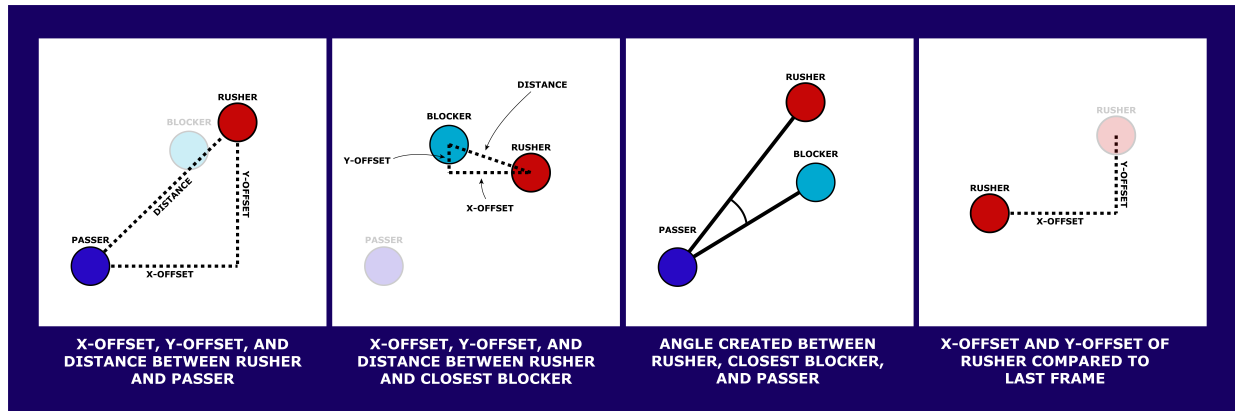 RUSHER
BLOCKER
DISTANCE
Y-OFFSET
PASSER
X-OFFSET
X-OFFSET, Y-OFFSET, AND
DISTANCE BETWEEN RUSHER
AND PASSER
DISTANCE
BLOCKER
RUSHER
Y-OFFSET
X-OFFSET
PASSER
X-OFFSET, Y-OFFSET, AND
DISTANCE BETWEEN RUSHER
AND CLOSEST BLOCKER
RUSHER
BLOCKER
PASSER
ANGLE CREATED BETWEEN
RUSHER, CLOSEST BLOCKER,
AND PASSER
RUSHER
Y-OFFSET
RUSHER
X-OFFSET
X-OFFSET AND Y-OFFSET OF
RUSHER COMPARED TO
LAST FRAME